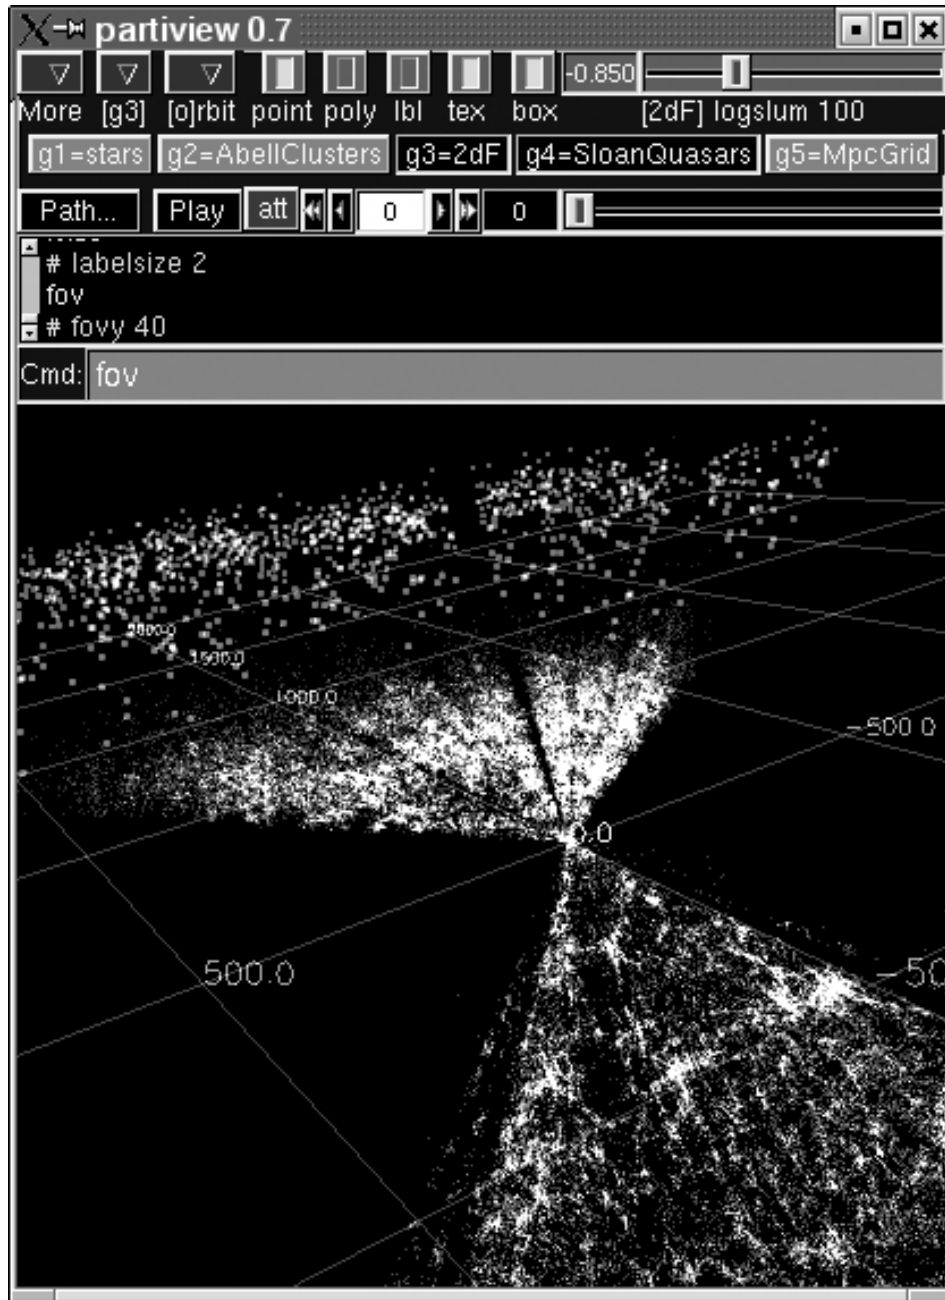 partiview 0.7
-0.850
More [g3] [o]rbit point poly lbl tex box [2dF] logslum 100
g1=stars g2=AbellClusters g3=2dF g4=SloanQuasars g5=MpcGrid
Path... Play att 0 0
# labelsize 2
fov
# fovy 40
Cmd: fov
1500.0
1000.0
-500.0
0.0
500.0
-50